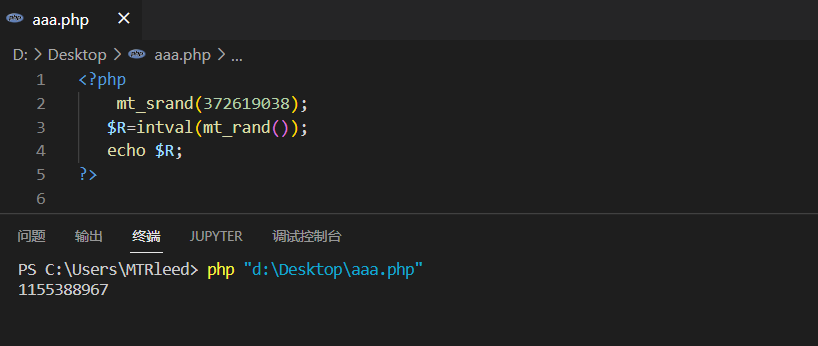 aaa.php ×
D: > Desktop > aaa.php > ...
1 <?php
2 mt_srand(372619038);
3 $R=intval(mt_rand());
4 echo $R;
5 ?>
6
问题 输出 终端 JUPYTER 调试控制台
PS C:\Users\MTRleed> php "d:\Desktop\aaa.php"
1155388967